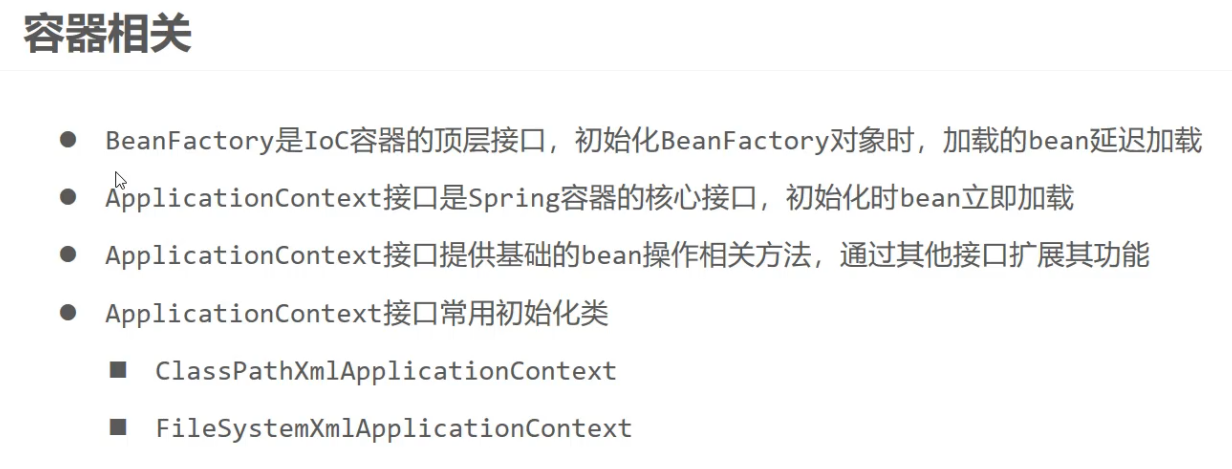 容器相关
● BeanFactory是IoC容器的顶层接口，初始化BeanFactory对象时，加载的bean延迟加载
● ApplicationContext接口是Spring容器的核心接口，初始化时bean立即加载
● ApplicationContext接口提供基础的bean操作相关方法，通过其他接口扩展其功能
● ApplicationContext接口常用初始化类
■ ClassPathXmlApplicationContext
■ FileSystemXmlApplicationContext